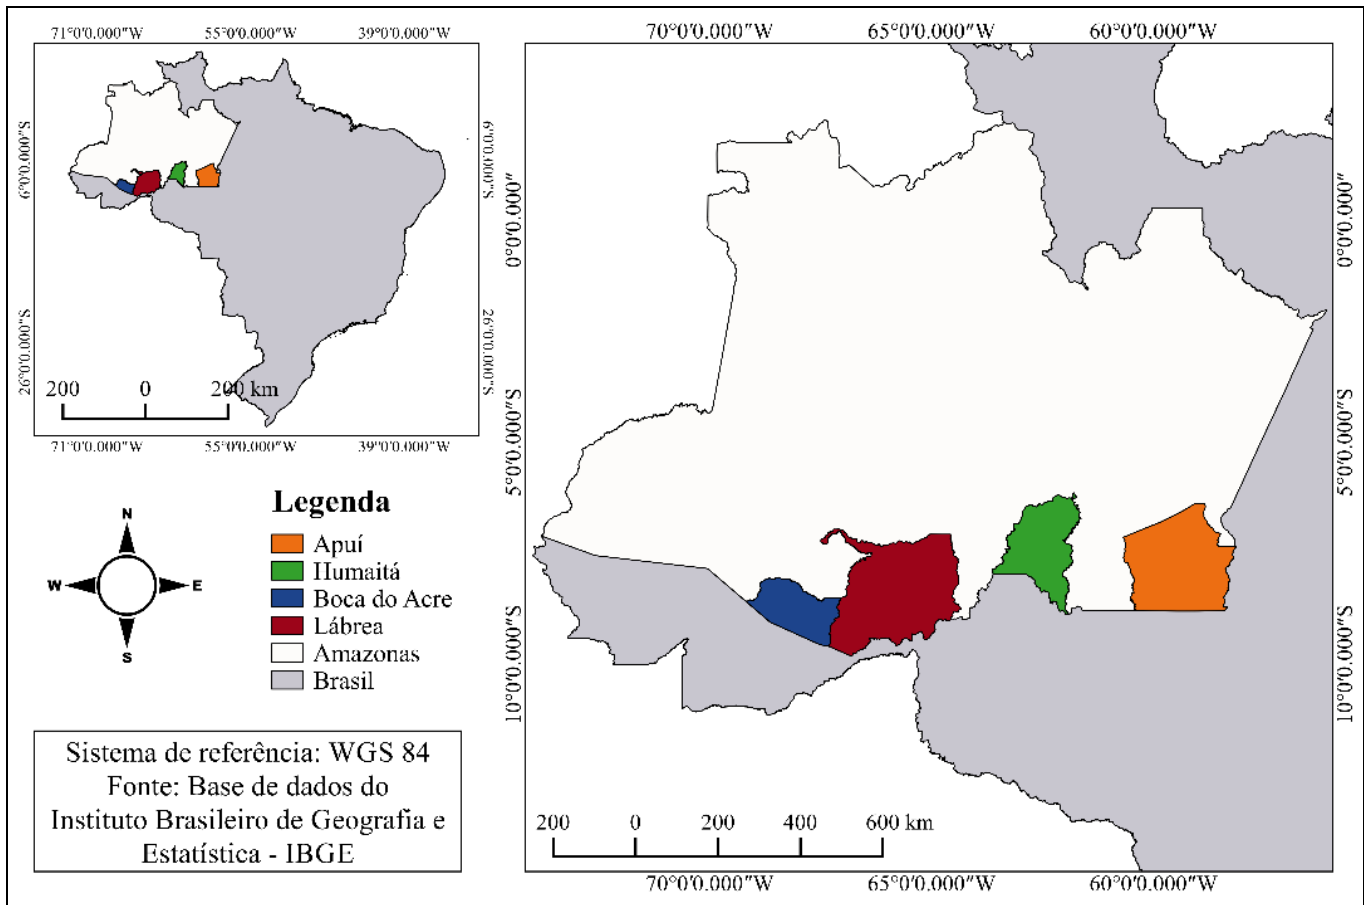 71°0'0.000"W 55°0'0.000"W 39°0'0.000"W
6°0'0.000"S 6°0'0.000"S
26°0'0.000"S 26°0'0.000"S
200 0 200 km
71°0'0.000"W 55°0'0.000"W 39°0'0.000"W
N
W E
S
Legenda
Apuí
Humaitá
Boca do Acre
Lábrea
Amazonas
Brasil
Sistema de referência: WGS 84
Fonte: Base de dados do
Instituto Brasileiro de Geografia e
Estatística - IBGE
70°0'0.000"W 65°0'0.000"W 60°0'0.000"W
0°0'0.000" 0°0'0.000"
5°0'0.000"S 5°0'0.000"S
10°0'0.000"S 10°0'0.000"S
200 0 200 400 600 km
70°0'0.000"W 65°0'0.000"W 60°0'0.000"W